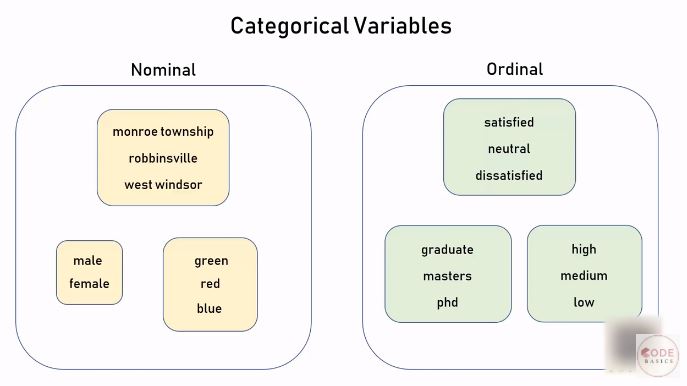 Categorical Variables
Nominal
monroe township
robbinsville
west windsor
male
female
green
red
blue
Ordinal
satisfied
neutral
dissatisfied
graduate
masters
phd
high
medium
low
CODE
BASICS